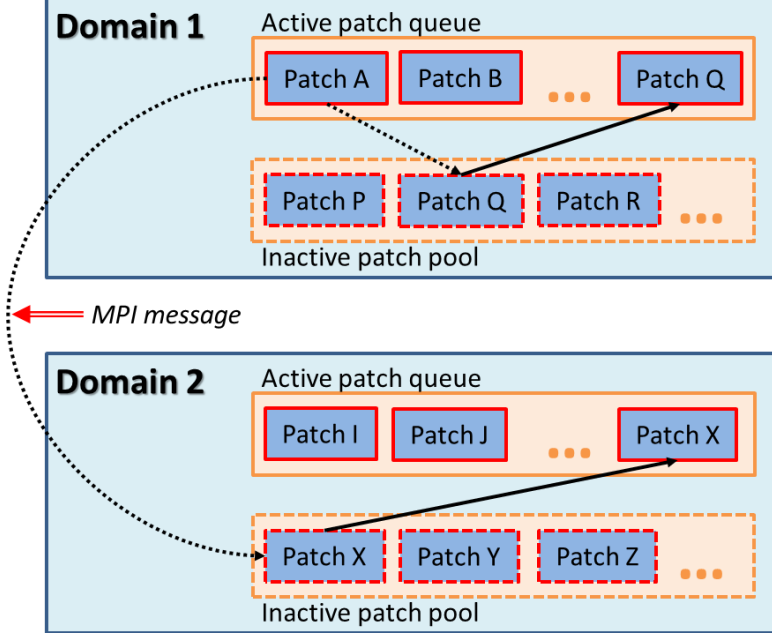 Domain 1
Active patch queue
Patch A Patch B ... Patch Q
Patch P Patch Q Patch R ...
Inactive patch pool
MPI message
Domain 2
Active patch queue
Patch I Patch J ... Patch X
Patch X Patch Y Patch Z ...
Inactive patch pool